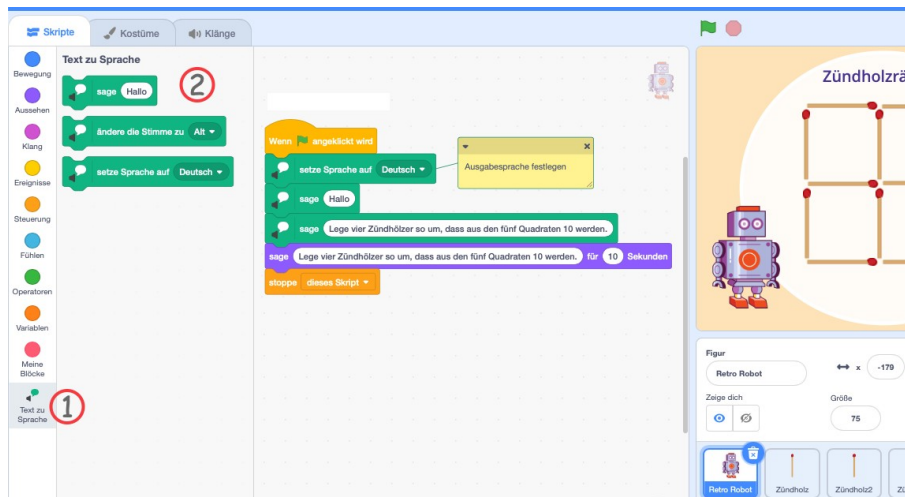 Skripte
Kostüme
Klänge
Bewegung
Aussehen
Klang
Ereignisse
Steuerung
Fühlen
Operatoren
Variablen
Meine
Blöcke
Text zu
Sprache
1
Text zu Sprache
2
sage Hallo
ändere die Stimme zu Alt
setze Sprache auf Deutsch
Wenn angeklickt wird
setze Sprache auf Deutsch
Ausgabesprache festlegen
sage Hallo
sage Lege vier Zündhölzer so um, dass aus den fünf Quadraten 10 werden.
sage Lege vier Zündhölzer so um, dass aus den fünf Quadraten 10 werden. für 10 Sekunden
stoppe dieses Skript
Zündholzrä
Figur
Retro Robot
x -179
Zeige dich
Größe
75
Retro Robot
Zündholz
Zündholz2
Zü